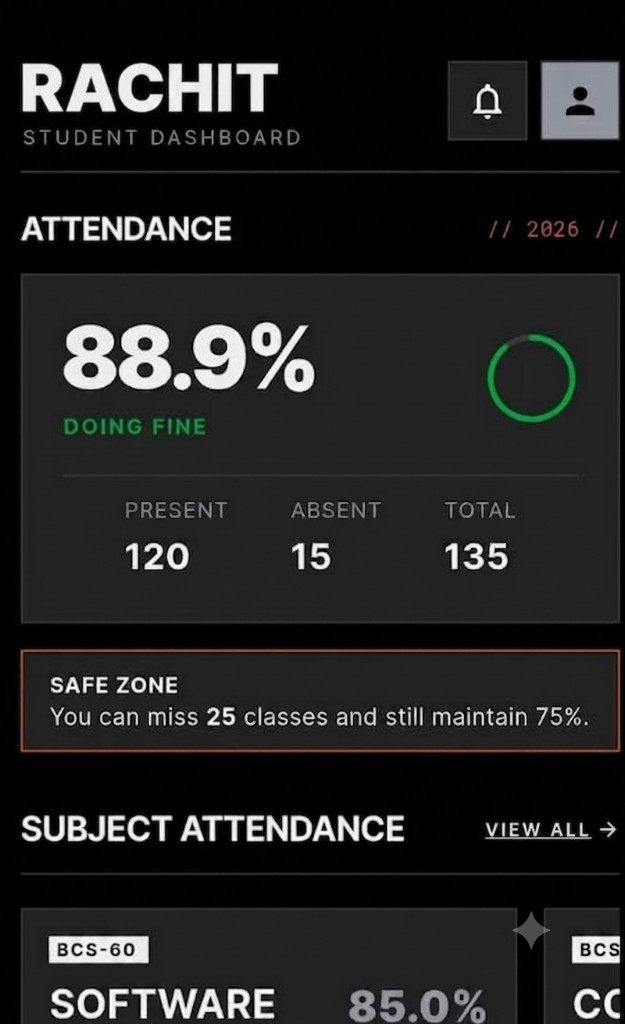 RACHIT
STUDENT DASHBOARD
ATTENDANCE
// 2026 //
88.9%
DOING FINE
PRESENT ABSENT TOTAL
120 15 135
SAFE ZONE
You can miss 25 classes and still maintain 75%.
SUBJECT ATTENDANCE
VIEW ALL →
BCS-60
SOFTWARE 85.0%
BCS
CO